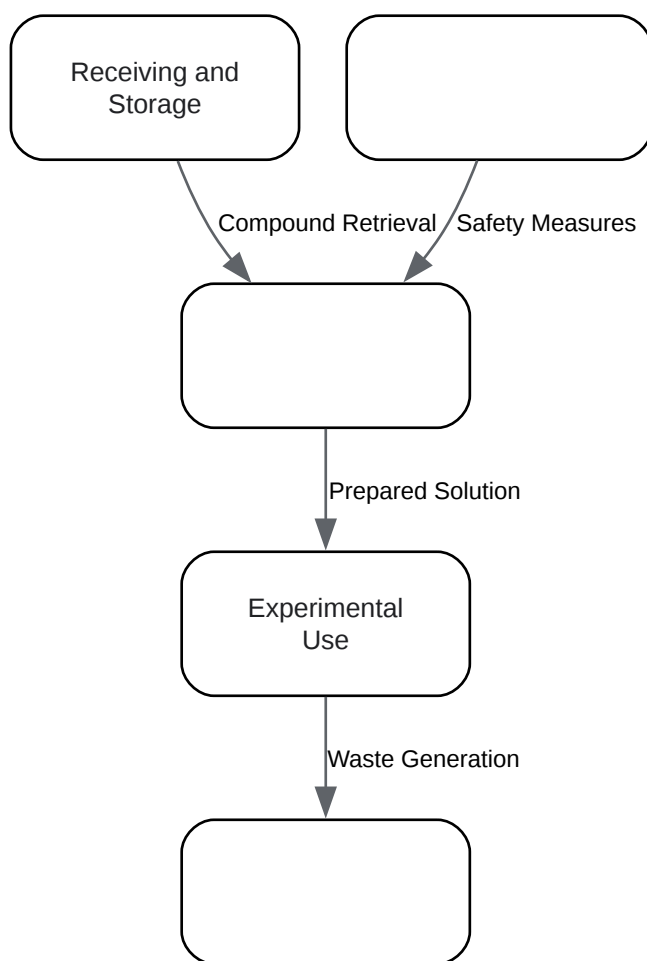 Receiving and
Storage
Compound Retrieval
Safety Measures
Prepared Solution
Experimental
Use
Waste Generation